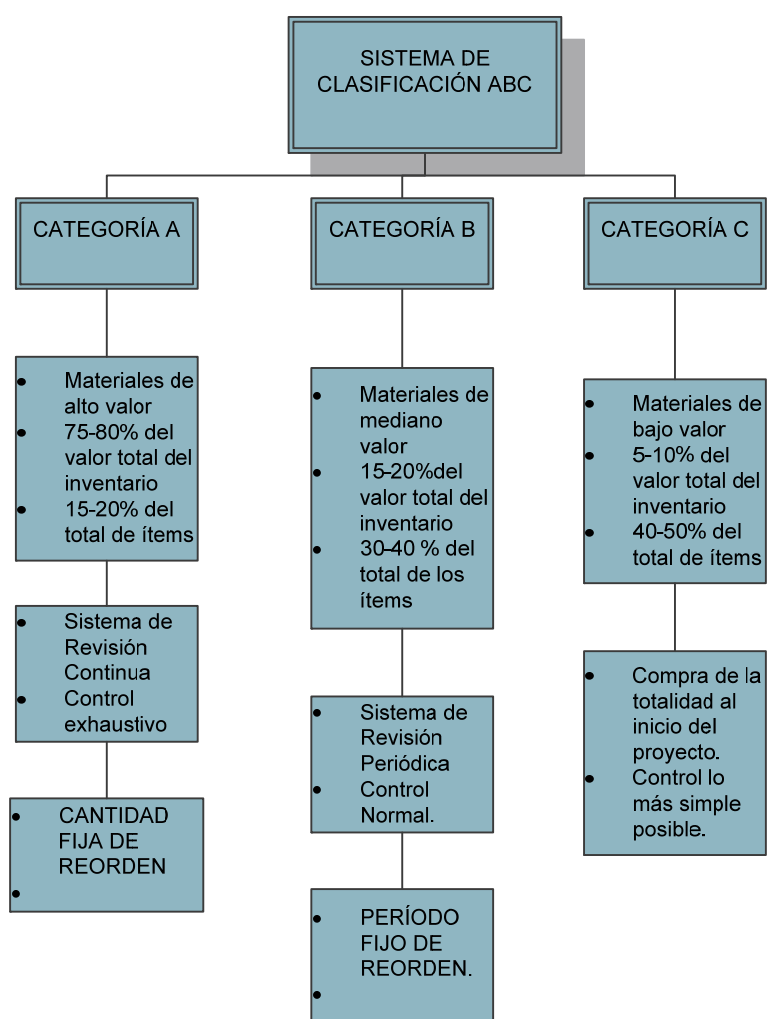 SISTEMA DE
CLASIFICACIÓN ABC
CATEGORÍA A
• Materiales de
alto valor
• 75-80% del
valor total del
inventario
• 15-20% del
total de ítems
• Sistema de
Revisión
Continua
• Control
exhaustivo
• CANTIDAD
FIJA DE
REORDEN
•
CATEGORÍA B
• Materiales de
mediano
valor
• 15-20%del
valor total del
inventario
• 30-40 % del
total de los
ítems
• Sistema de
Revisión
Periódica
• Control
Normal.
• PERÍODO
FIJO DE
REORDEN.
•
CATEGORÍA C
• Materiales de
bajo valor
• 5-10% del
valor total del
inventario
• 40-50% del
total de ítems
• Compra de la
totalidad al
inicio del
proyecto.
• Control lo
más simple
posible.